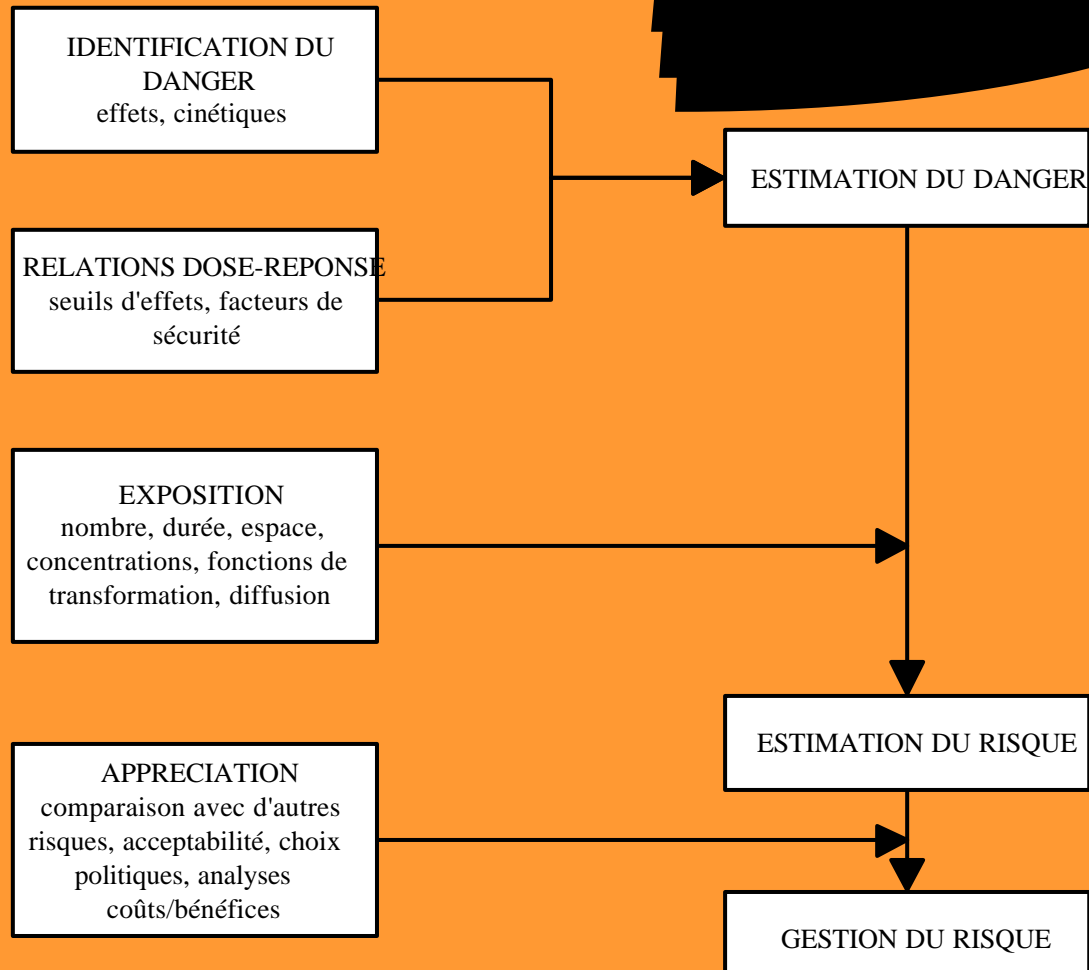 IDENTIFICATION DU
DANGER
effets, cinétiques
ESTIMATION DU DANGER
RELATIONS DOSE-REPONSE
seuils d'effets, facteurs de
sécurité
EXPOSITION
nombre, durée, espace,
concentrations, fonctions de
transformation, diffusion
ESTIMATION DU RISQUE
APPRECIATION
comparaison avec d'autres
risques, acceptabilité, choix
politiques, analyses
coûts/bénéfices
GESTION DU RISQUE